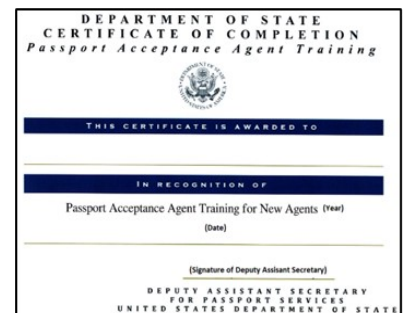 DEPARTMENT OF STATE
CERTIFICATE OF COMPLETION
Passport Acceptance Agent Training
THIS CERTIFICATE IS AWARDED TO
IN RECOGNITION OF
Passport Acceptance Agent Training for New Agents (Year)
(Date)
(Signature of Deputy Assisant Secretary)
DEPUTY ASSISTANT SECRETARY
FOR PASSPORT SERVICES
UNITED STATES DEPARTMENT OF STATE